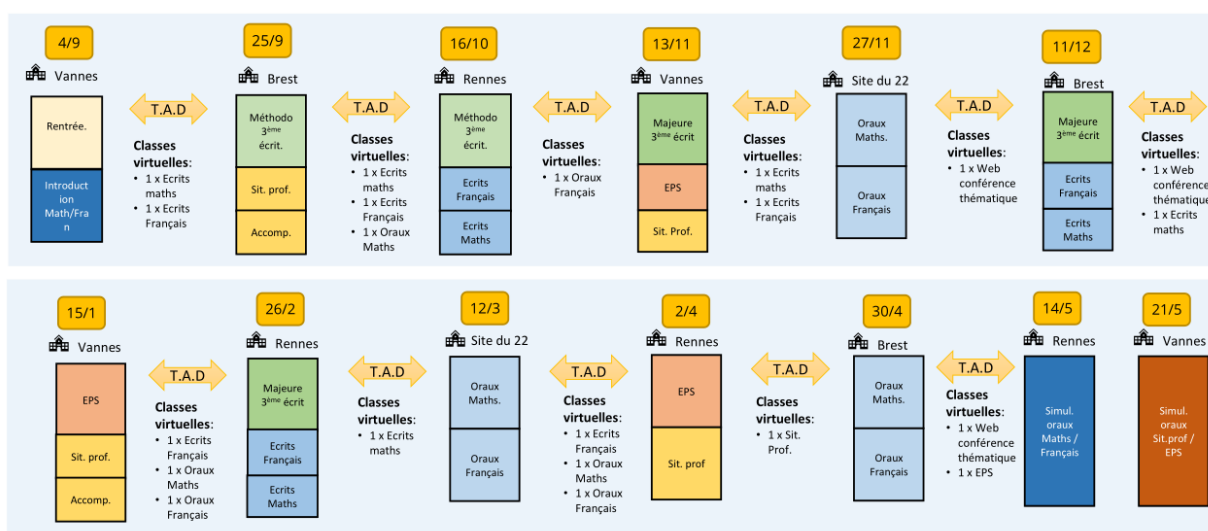 4/9
Vannes
Rentrée.
Introduct
ion
Math/Fra
n
T.A.D
Classes
virtuelles:
• 1 x Ecrits
maths
• 1 x Ecrits
Français
25/9
Brest
Méthodo
3ème
écrit.
Sit. prof.
Accomp.
T.A.D
Classes
virtuelles:
• 1 x Ecrits
maths
• 1 x Ecrits
Français
• 1 x Oraux
Maths
16/10
Rennes
Méthodo
3ème
écrit.
Ecrits
Français
Ecrits
Maths
T.A.D
Classes
virtuelles:
• 1 x Oraux
Français
13/11
Vannes
Majeure
3ème écrit
EPS
Sit. Prof.
T.A.D
Classes
virtuelles:
• 1 x Ecrits
maths
• 1 x Ecrits
Français
27/11
Site du 22
Oraux
Maths.
Oraux
Français
T.A.D
Classes
virtuelles:
• 1 x Web
conférence
thématique
11/12
Brest
Majeure
3ème écrit
Ecrits
Français
Ecrits
Maths
T.A.D
Classes
virtuelles:
• 1 x Web
conférence
thématique
• 1 x Ecrits
maths
15/1
Vannes
EPS
Sit. prof.
Accomp.
T.A.D
Classes
virtuelles:
• 1 x Ecrits
Français
• 1 x Oraux
Maths
• 1 x Oraux
Français
26/2
Rennes
Majeure
3ème écrit
Ecrits
Français
Ecrits
Maths
T.A.D
Classes
virtuelles:
• 1 x Ecrits
maths
12/3
Site du 22
Oraux
Maths.
Oraux
Français
T.A.D
Classes
virtuelles:
• 1 x Ecrits
Français
• 1 x Oraux
Maths
• 1 x Oraux
Français
2/4
Rennes
EPS
Sit. prof
T.A.D
Classes
virtuelles:
• 1 x Sit.
Prof.
30/4
Brest
Oraux
Maths.
Oraux
Français
T.A.D
Classes
virtuelles:
• 1 x Web
conférence
thématique
• 1 x EPS
14/5
Rennes
Simul.
oraux
Maths /
Français
21/5
Vannes
Simul.
oraux
Sit.prof /
EPS